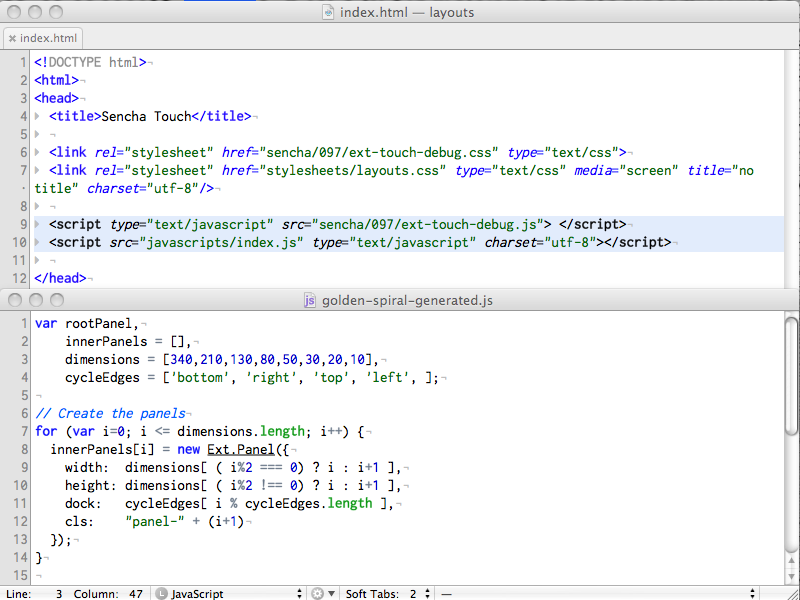 index.html — layouts
× index.html
1 <!DOCTYPE html>¬
2 <html>¬
3 <head>¬
4 <title>Sencha Touch</title>¬
5 ¬
6 <link rel="stylesheet" href="sencha/097/ext-touch-debug.css" type="text/css">¬
7 <link rel="stylesheet" href="stylesheets/layouts.css" type="text/css" media="screen" title="no
· title" charset="utf-8"/>¬
8 ¬
9 <script type="text/javascript" src="sencha/097/ext-touch-debug.js"> </script>¬
10 <script src="javascripts/index.js" type="text/javascript" charset="utf-8"></script>¬
11 ¬
12 </head>¬
js golden-spiral-generated.js
1 var rootPanel,¬
2 innerPanels = [],¬
3 dimensions = [340,210,130,80,50,30,20,10],¬
4 cycleEdges = ['bottom', 'right', 'top', 'left', ];¬
5 ¬
6 // Create the panels¬
7 for (var i=0; i <= dimensions.length; i++) {¬
8 innerPanels[i] = new Ext.Panel({¬
9 width: dimensions[ ( i%2 === 0) ? i : i+1 ],¬
10 height: dimensions[ ( i%2 !== 0) ? i : i+1 ],¬
11 dock: cycleEdges[ i % cycleEdges.length ],¬
12 cls: "panel-" + (i+1)¬
13 });¬
14 }¬
15 ¬
Line: 3 Column: 47 L JavaScript Soft Tabs: 2 —